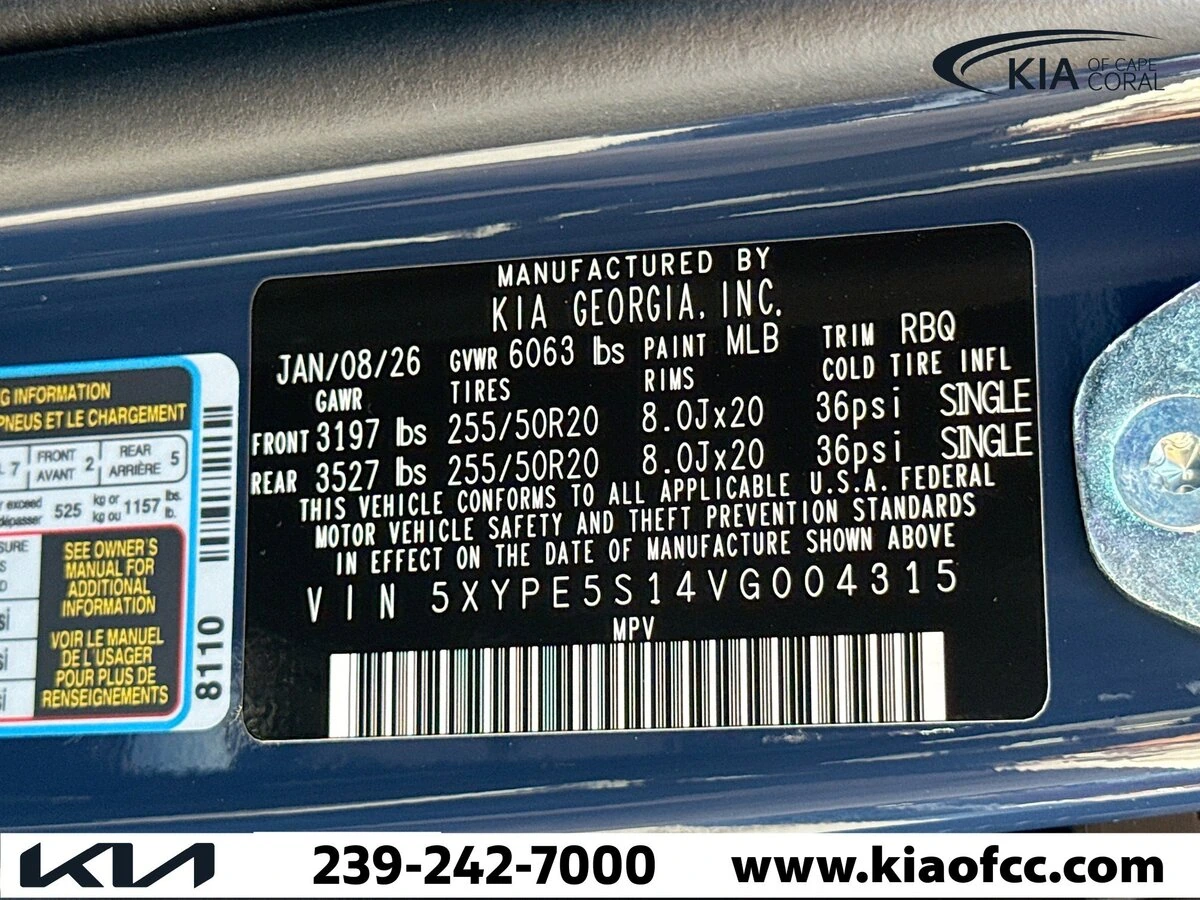 KIA OF CAPE CORAL
MANUFACTURED BY
KIA GEORGIA, INC.
JAN/08/26 GVWR 6063 lbs PAINT MLB TRIM RBQ
GAWR TIRES RIMS COLD TIRE INFL
FRONT 3197 lbs 255/50R20 8.0Jx20 36psi SINGLE
REAR 3527 lbs 255/50R20 8.0Jx20 36psi SINGLE
THIS VEHICLE CONFORMS TO ALL APPLICABLE U.S.A. FEDERAL
MOTOR VEHICLE SAFETY AND THEFT PREVENTION STANDARDS
IN EFFECT ON THE DATE OF MANUFACTURE SHOWN ABOVE
VIN 5XYPE5S14VG004315
MPV
INFORMATION
PNEUS ET LE CHARGEMENT
7 FRONT AVANT 2 REAR ARRIÈRE 5
exceed
dépasser 525 kg or kg ou 1157 lbs. lb.
SEE OWNER'S
MANUAL FOR
ADDITIONAL
INFORMATION
VOIR LE MANUEL
DE L'USAGER
POUR PLUS DE
RENSEIGNEMENTS
8110
KIA 239-242-7000 www.kiaofcc.com